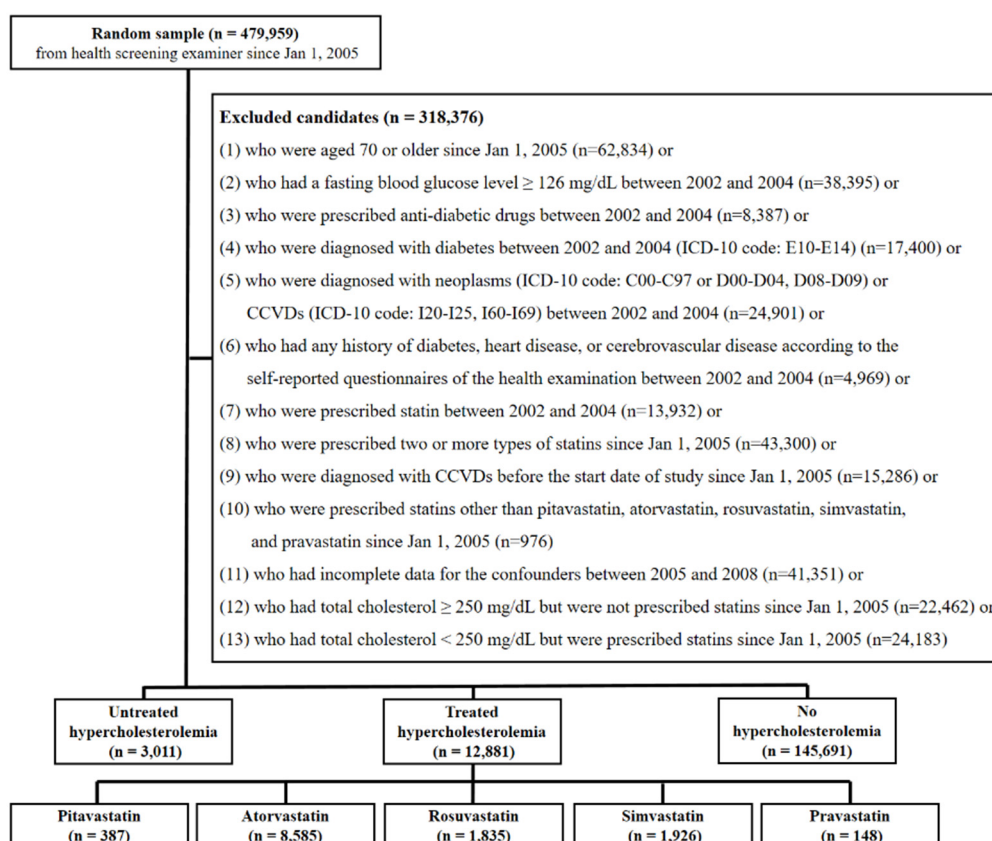 Random sample (n = 479,959)
from health screening examiner since Jan 1, 2005
Excluded candidates (n = 318,376)
(1) who were aged 70 or older since Jan 1, 2005 (n=62,834) or
(2) who had a fasting blood glucose level ≥ 126 mg/dL between 2002 and 2004 (n=38,395) or
(3) who were prescribed anti-diabetic drugs between 2002 and 2004 (n=8,387) or
(4) who were diagnosed with diabetes between 2002 and 2004 (ICD-10 code: E10-E14) (n=17,400) or
(5) who were diagnosed with neoplasms (ICD-10 code: C00-C97 or D00-D04, D08-D09) or
CCVDs (ICD-10 code: I20-I25, I60-I69) between 2002 and 2004 (n=24,901) or
(6) who had any history of diabetes, heart disease, or cerebrovascular disease according to the
self-reported questionnaires of the health examination between 2002 and 2004 (n=4,969) or
(7) who were prescribed statin between 2002 and 2004 (n=13,932) or
(8) who were prescribed two or more types of statins since Jan 1, 2005 (n=43,300) or
(9) who were diagnosed with CCVDs before the start date of study since Jan 1, 2005 (n=15,286) or
(10) who were prescribed statins other than pitavastatin, atorvastatin, rosuvastatin, simvastatin,
and pravastatin since Jan 1, 2005 (n=976)
(11) who had incomplete data for the confounders between 2005 and 2008 (n=41,351) or
(12) who had total cholesterol ≥ 250 mg/dL but were not prescribed statins since Jan 1, 2005 (n=22,462) or
(13) who had total cholesterol < 250 mg/dL but were prescribed statins since Jan 1, 2005 (n=24,183)
Untreated
hypercholesterolemia
(n = 3,011)
Treated
hypercholesterolemia
(n = 12,881)
No
hypercholesterolemia
(n = 145,691)
Pitavastatin
(n = 387)
Atorvastatin
(n = 8,585)
Rosuvastatin
(n = 1,835)
Simvastatin
(n = 1,926)
Pravastatin
(n = 148)